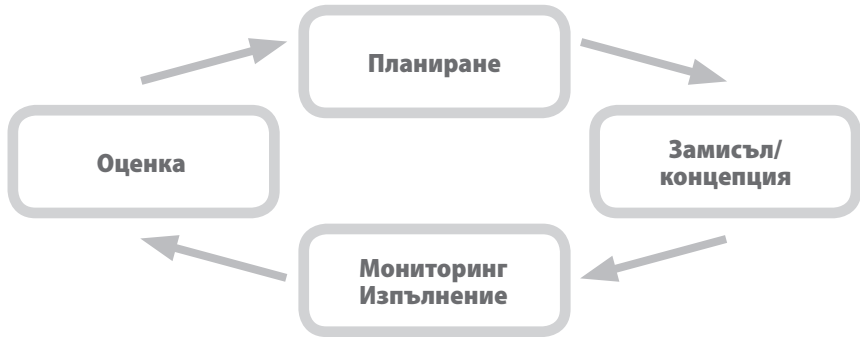 Планиране
Замисъл/
концепция
Мониторинг
Изпълнение
Оценка